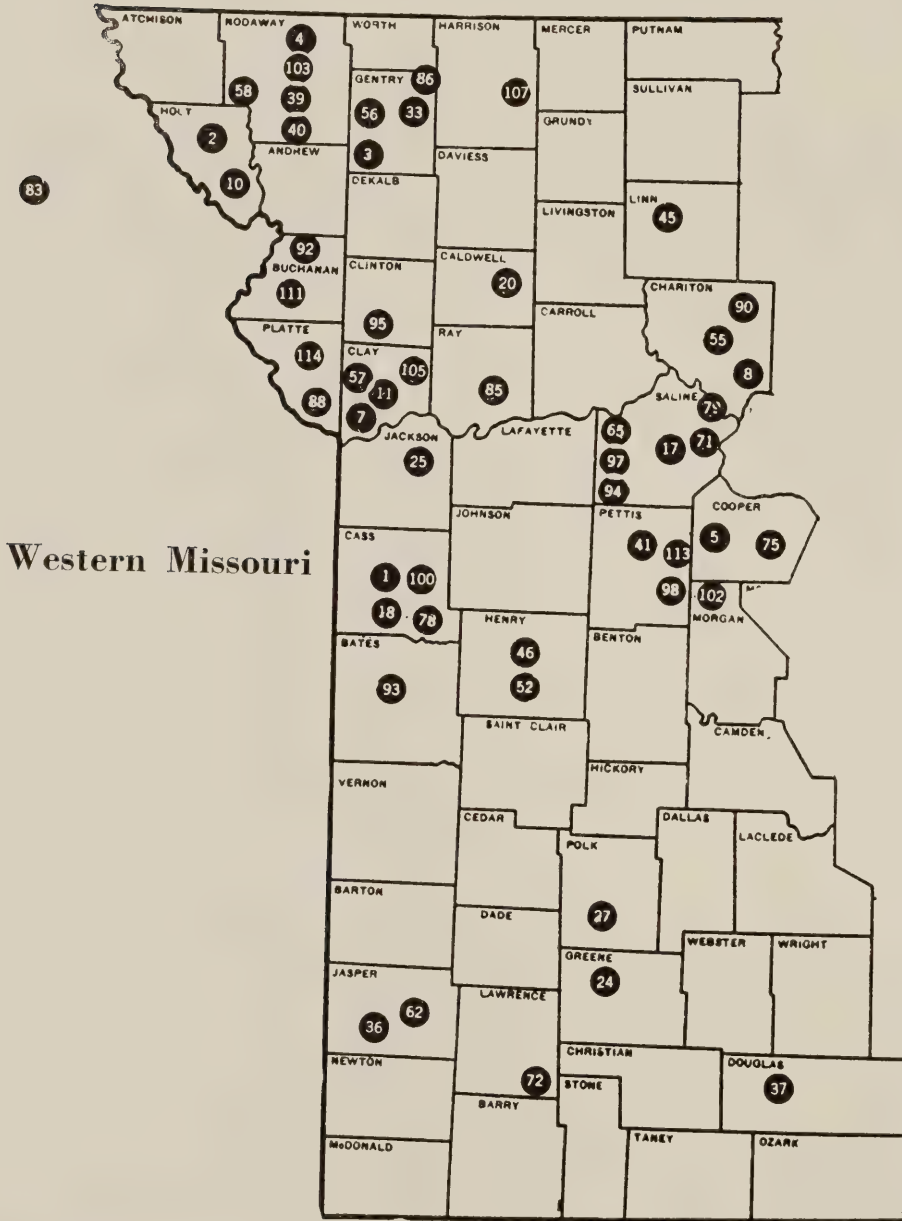 ATCHISON
NODAWAY
WORTH
HARRISON
MERCER
PUTNAM
4
103
58
39
40
GENTRY
86
56
33
3
107
SULLIVAN
HOLT
2
10
ANDREW
GRUNDY
DAVIESS
DEKALB
83
LIVINGSTON
LINN
45
92
BUCHANAN
111
CLINTON
95
CALDWELL
20
CHARITON
90
55
8
CARROLL
PLATTE
114
88
CLAY
57
105
11
7
RAY
85
SALINE
79
65
17
71
97
94
JACKSON
25
LAFAYETTE
COOPER
5
75
JOHNSON
PETTIS
41
113
98
102
MORGAN
Western Missouri
CASS
1
100
18
78
HENRY
46
52
BENTON
BATES
93
SAINT CLAIR
CAMDEN
HICKORY
VERNON
CEDAR
DALLAS
LACLEDE
POLK
27
BARTON
DADE
WEBSTER
WRIGHT
GREENE
24
JASPER
62
36
LAWRENCE
72
NEWTON
CHRISTIAN
DOUGLAS
37
STONE
BARRY
McDONALD
TANEY
OZARK